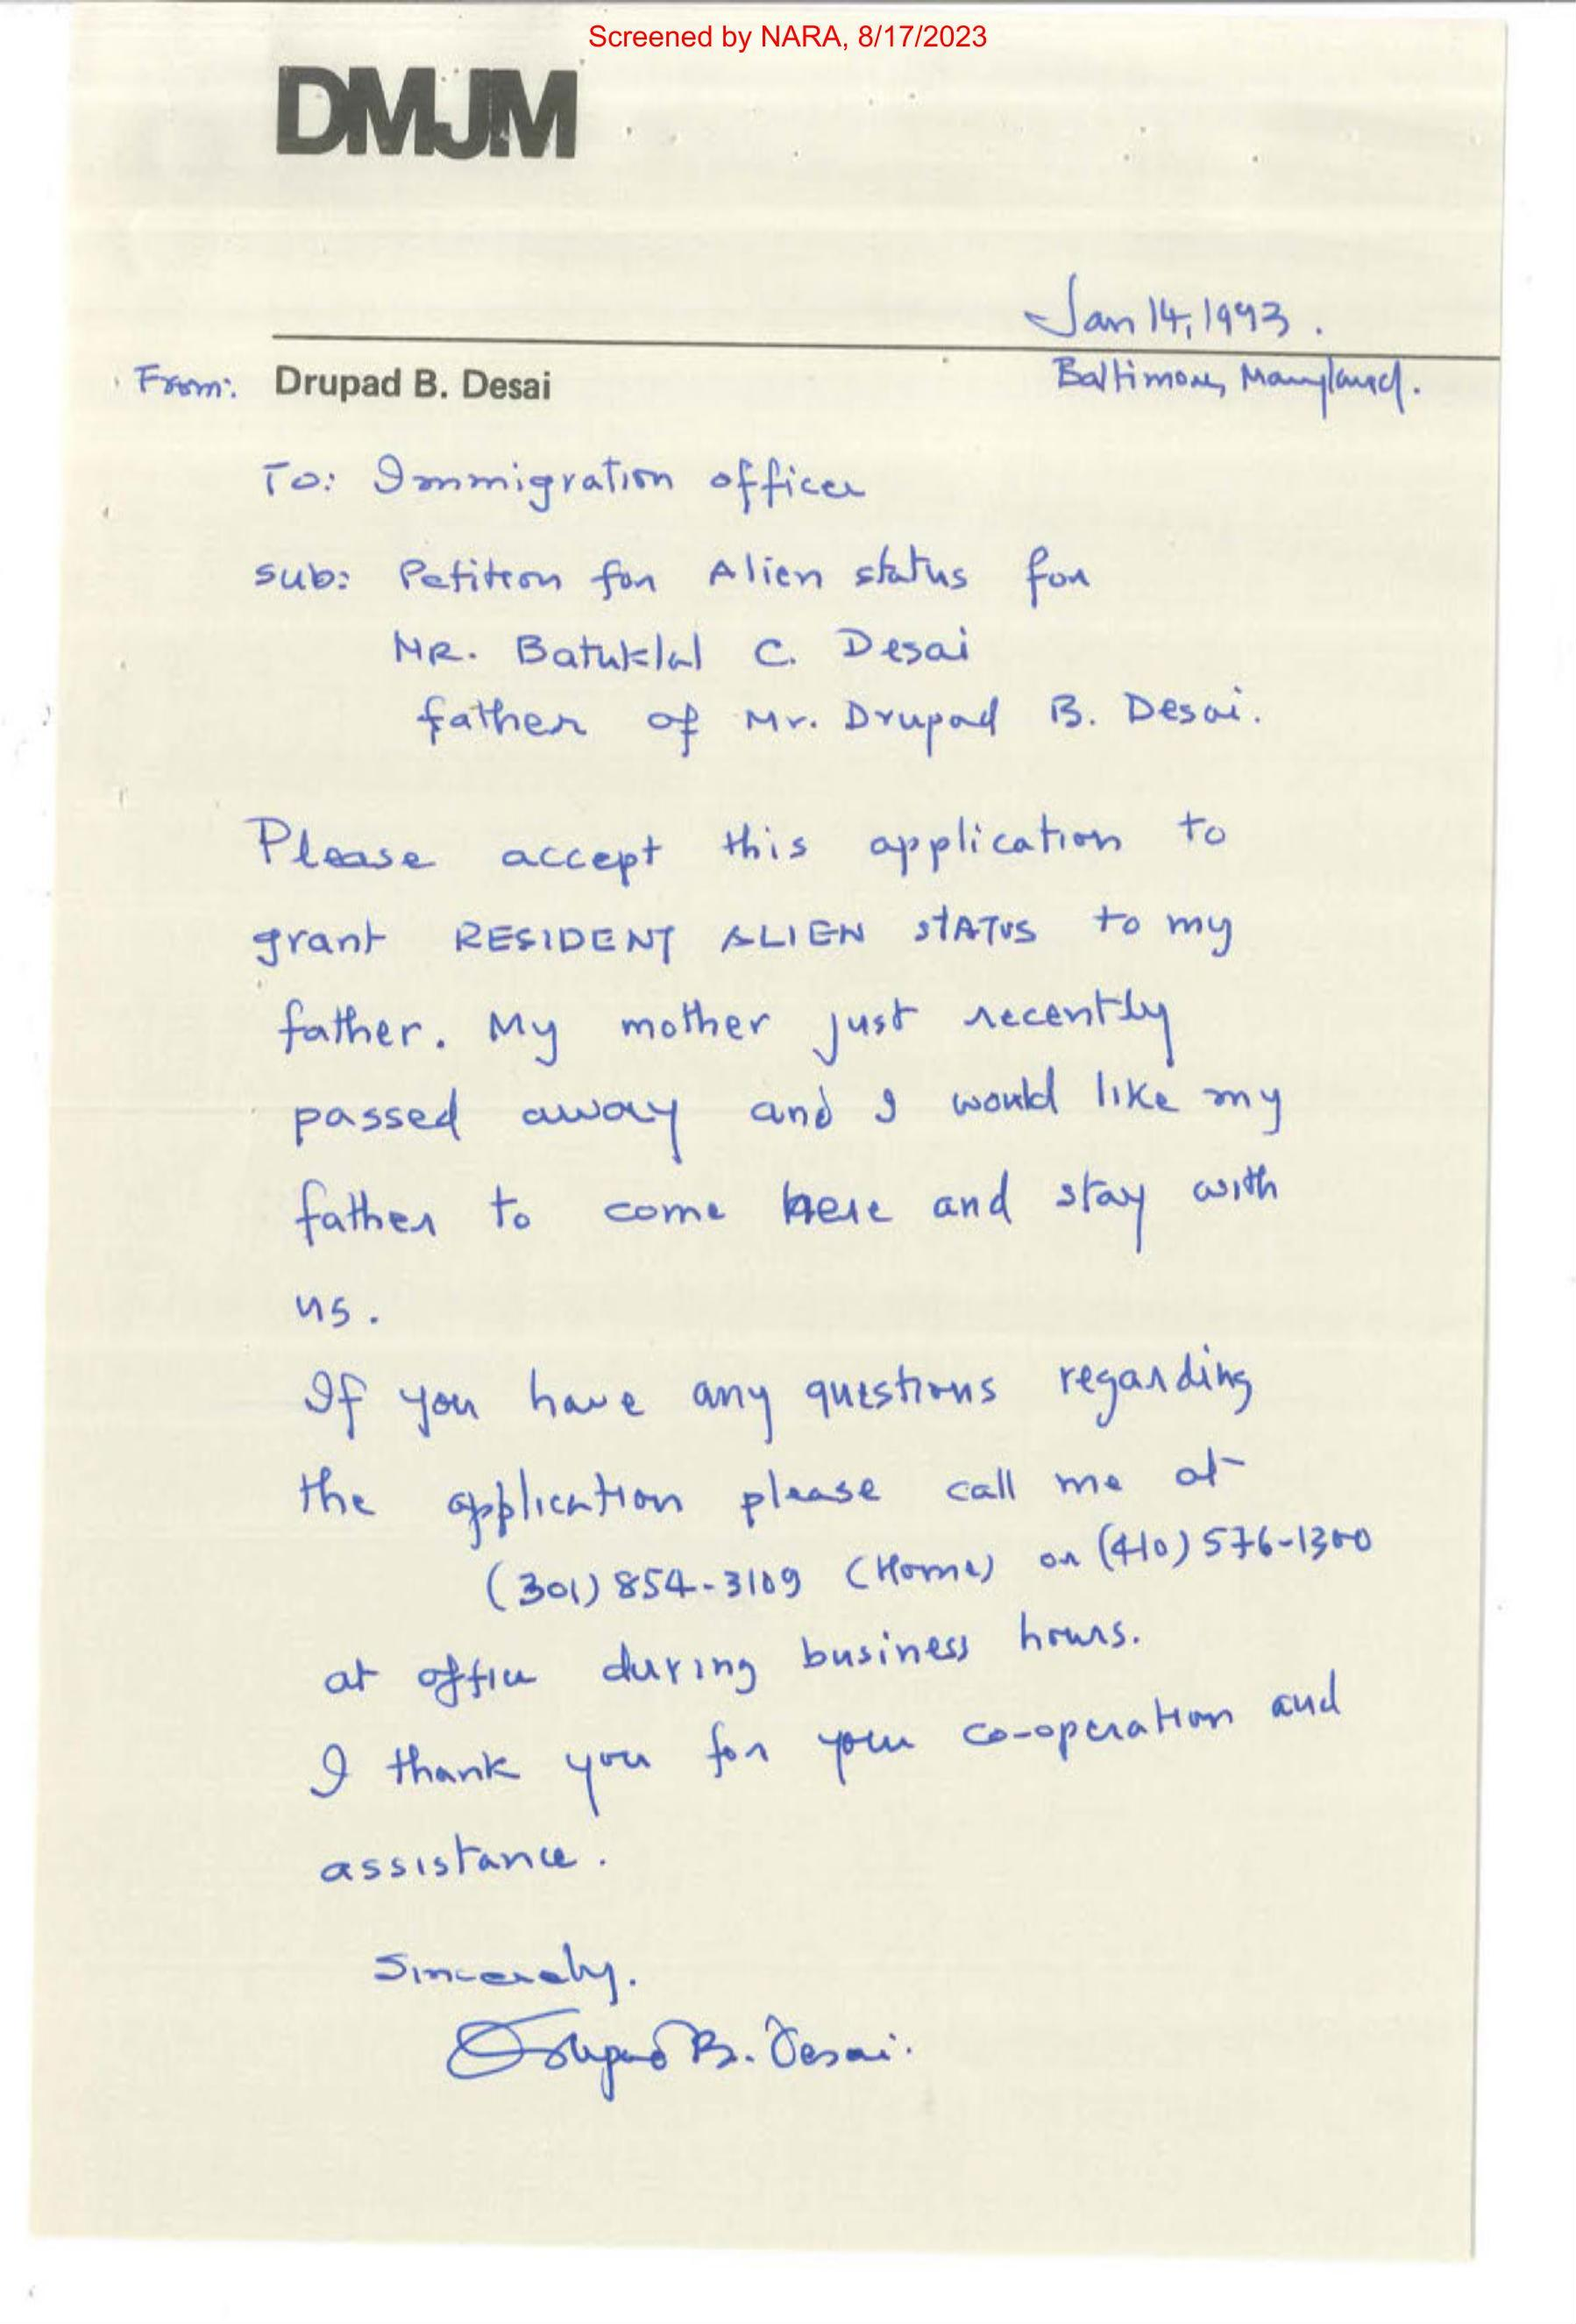 Screened by NARA, 8/17/2023
DMJM
Jan 14, 1993.
From: Drupad B. Desai
Baltimore, Maryland.
To: Immigration officer
Sub: Petition for Alien status for
MR. Batuklal C. Desai
father of Mr. Drupad B. Desai.
Please accept this application to
grant RESIDENT ALIEN STATUS to my
father. My mother just recently
passed away and I would like my
father to come here and stay with
us.
If you have any questions regarding
the application please call me at
(301) 854-3109 (Home) or (410) 576-1300
at office during business hours.
I thank you for your co-operation and
assistance.
Sincerely.
Drupad B. Desai.